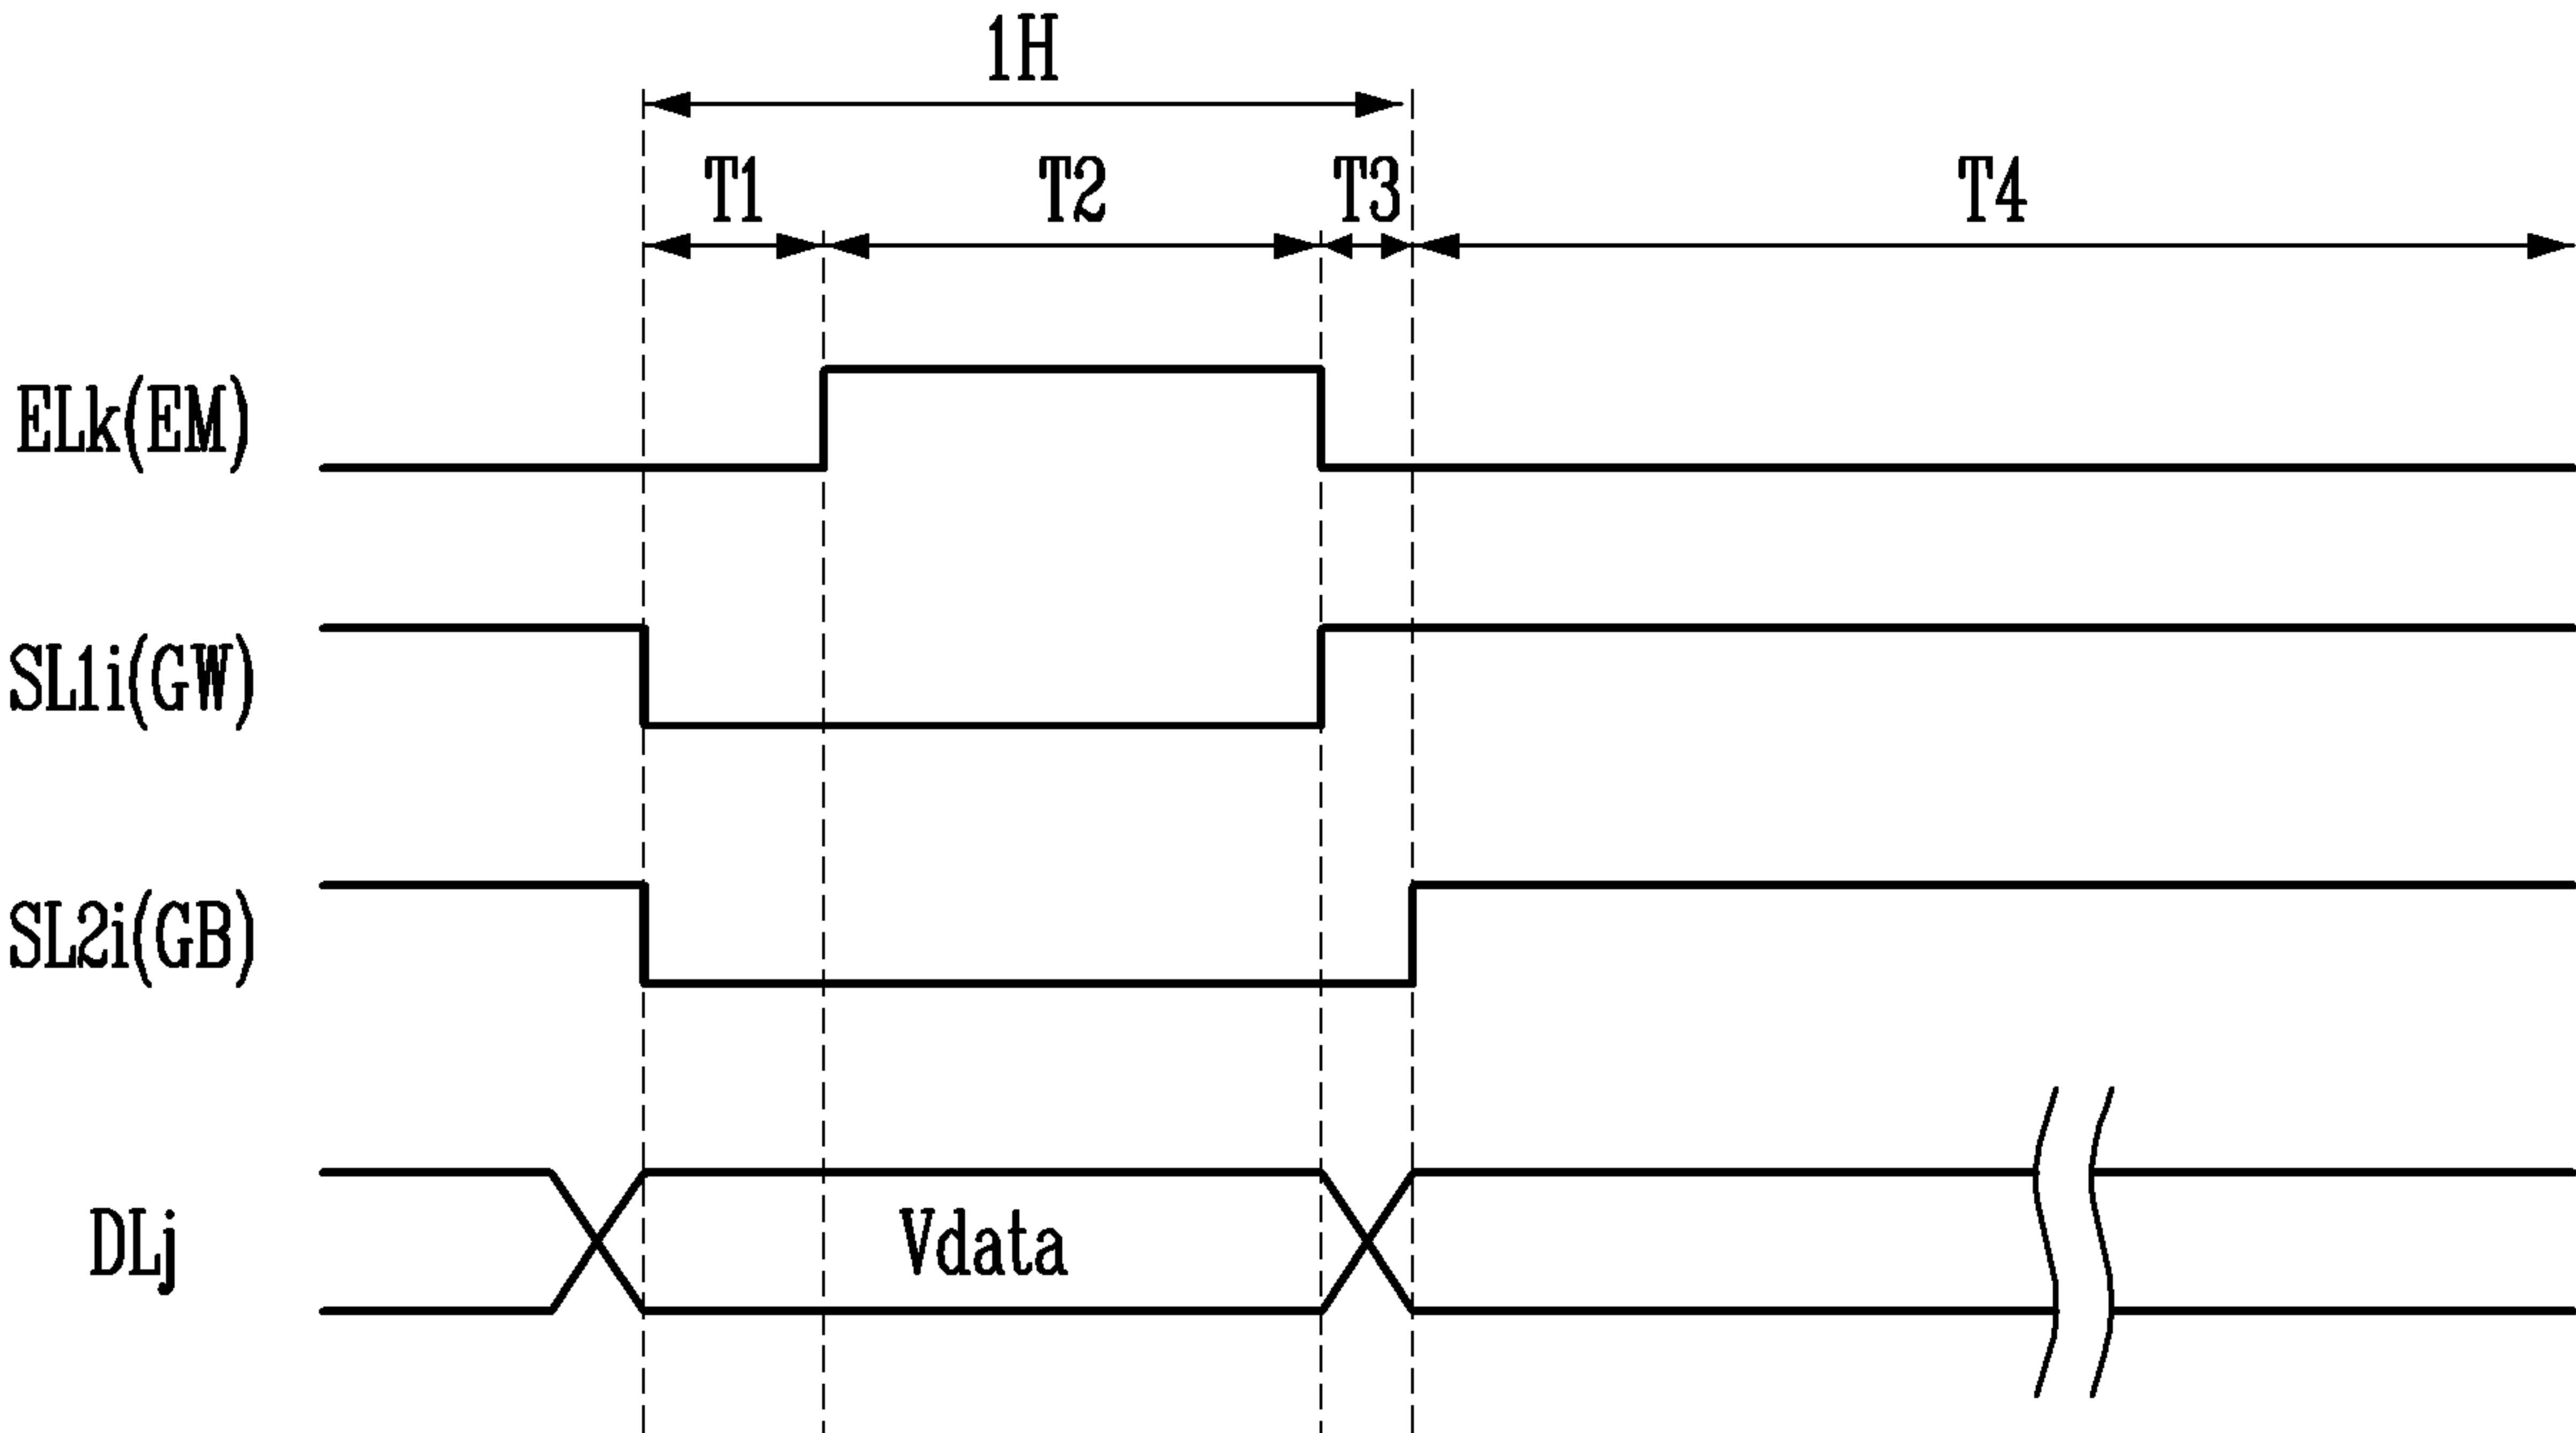 1H
T1 T2 T3 T4
ELk(EM)
SL1i(GW)
SL2i(GB)
DLj Vdata